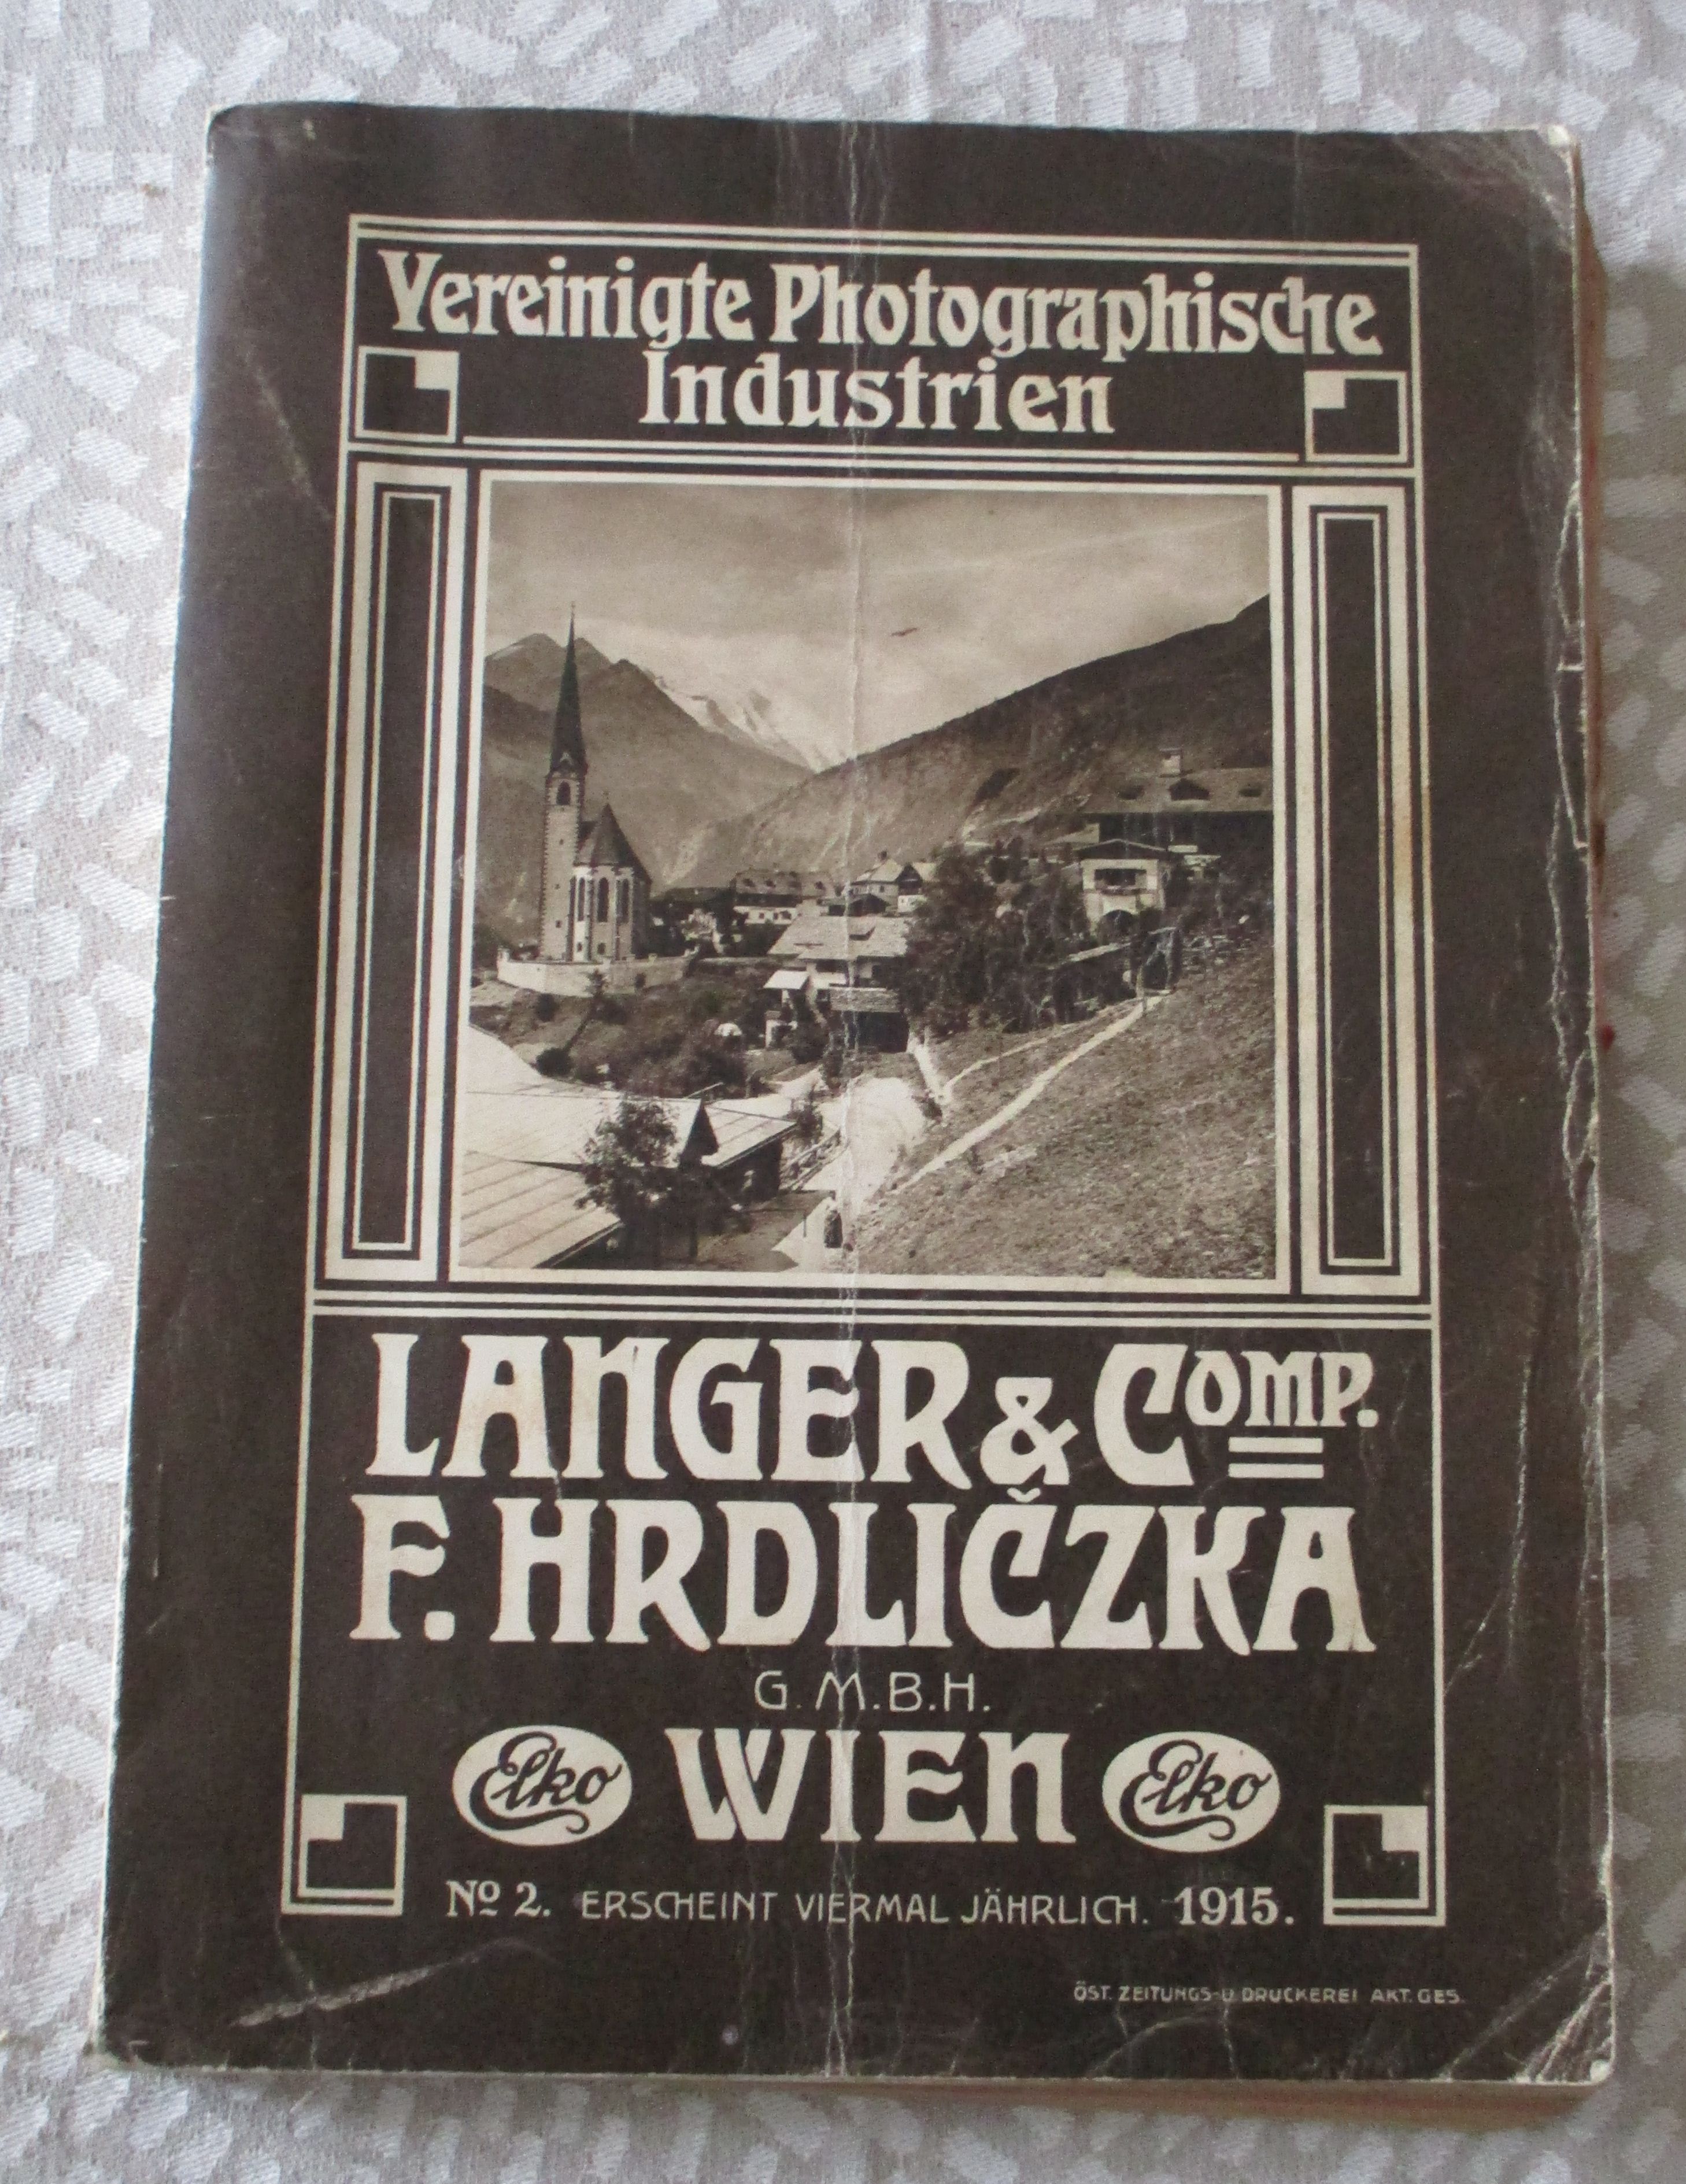 Vereinigte Photographische
Industrien
LANGER & COMP.
F. HRDLIČZKA
G.M.B.H.
Elko WIEN Elko
No 2. ERSCHEINT VIERMAL JÄHRLICH. 1915.
ÖST. ZEITUNGS- U. DRUCKEREI AKT. GES.